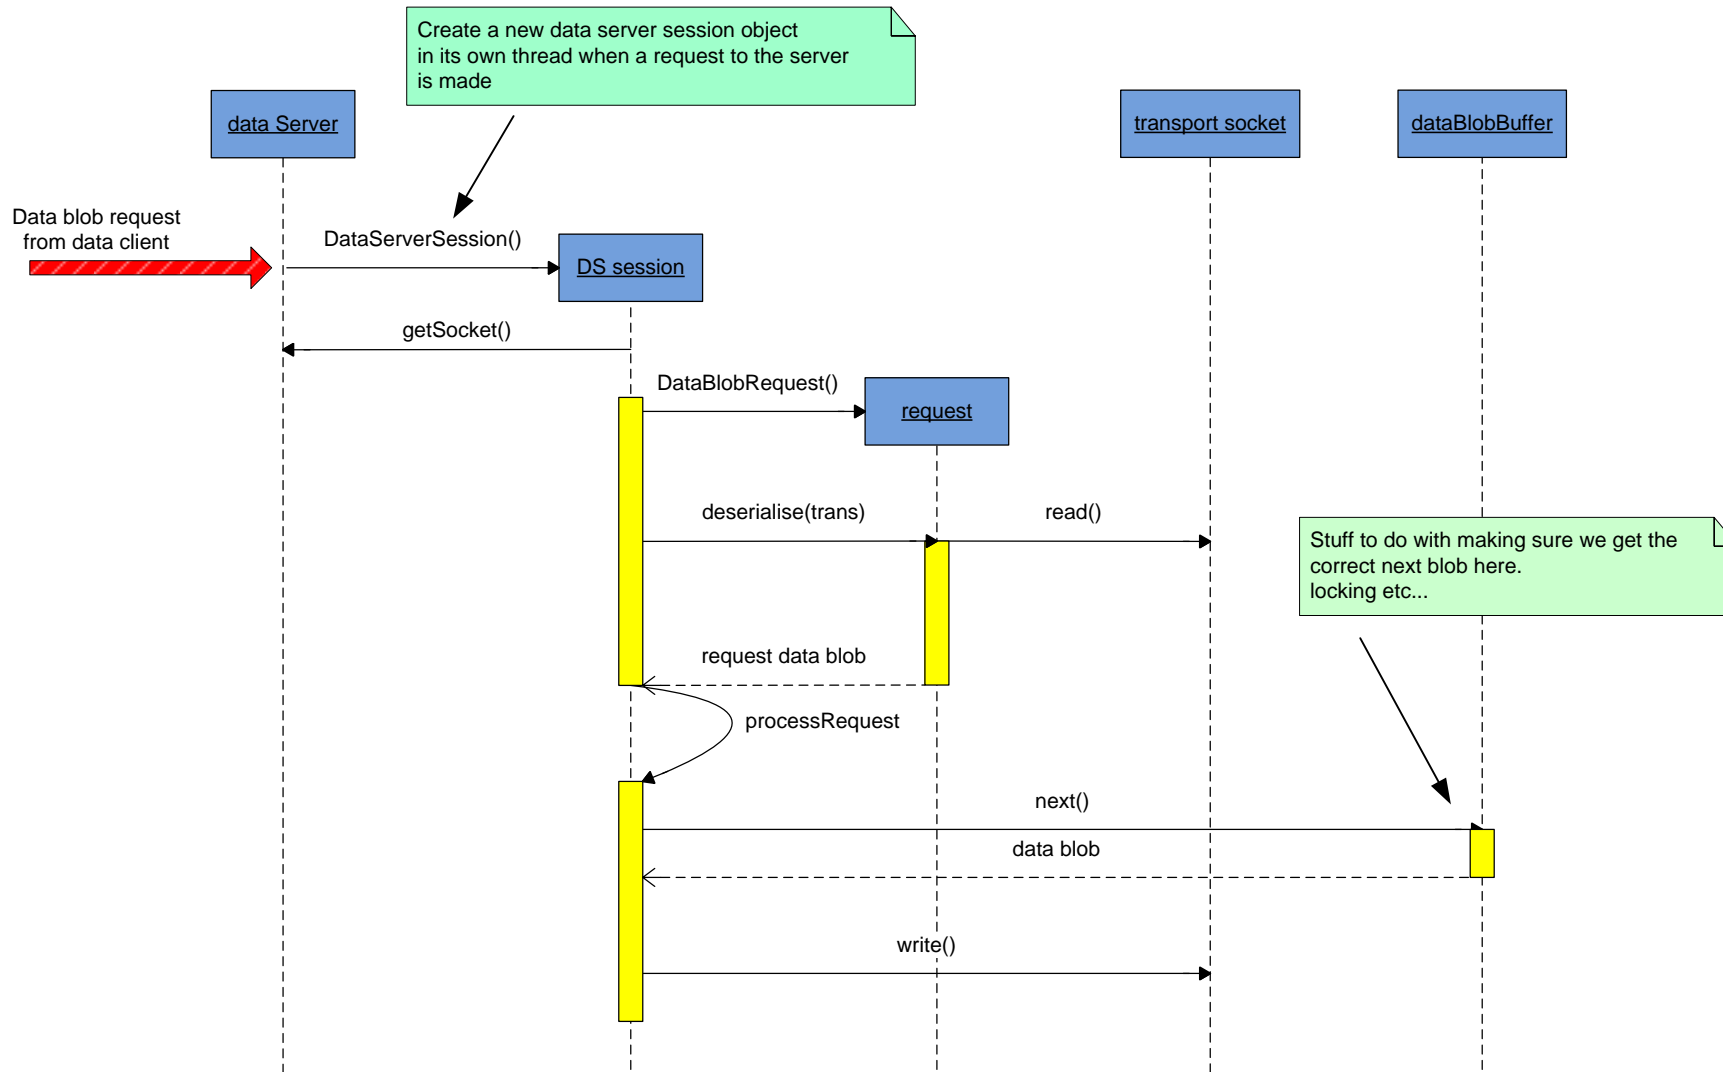 Create a new data server session object
in its own thread when a request to the server
is made
data Server
transport socket
dataBlobBuffer
Data blob request
from data client
DataServerSession()
DS session
getSocket()
DataBlobRequest()
request
deserialise(trans)
read()
Stuff to do with making sure we get the
correct next blob here.
locking etc...
request data blob
processRequest
next()
data blob
write()